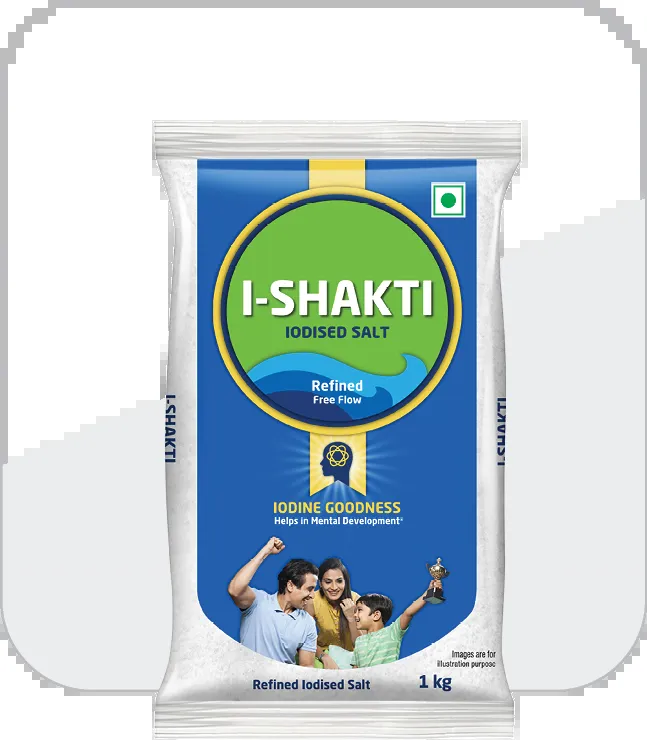 I-SHAKTI
IODISED SALT
Refined
Free Flow
I-SHAKTI
I-SHAKTI
IODINE GOODNESS
Helps in Mental Development*
Images are for
illustration purpose
Refined Iodised Salt
1 kg